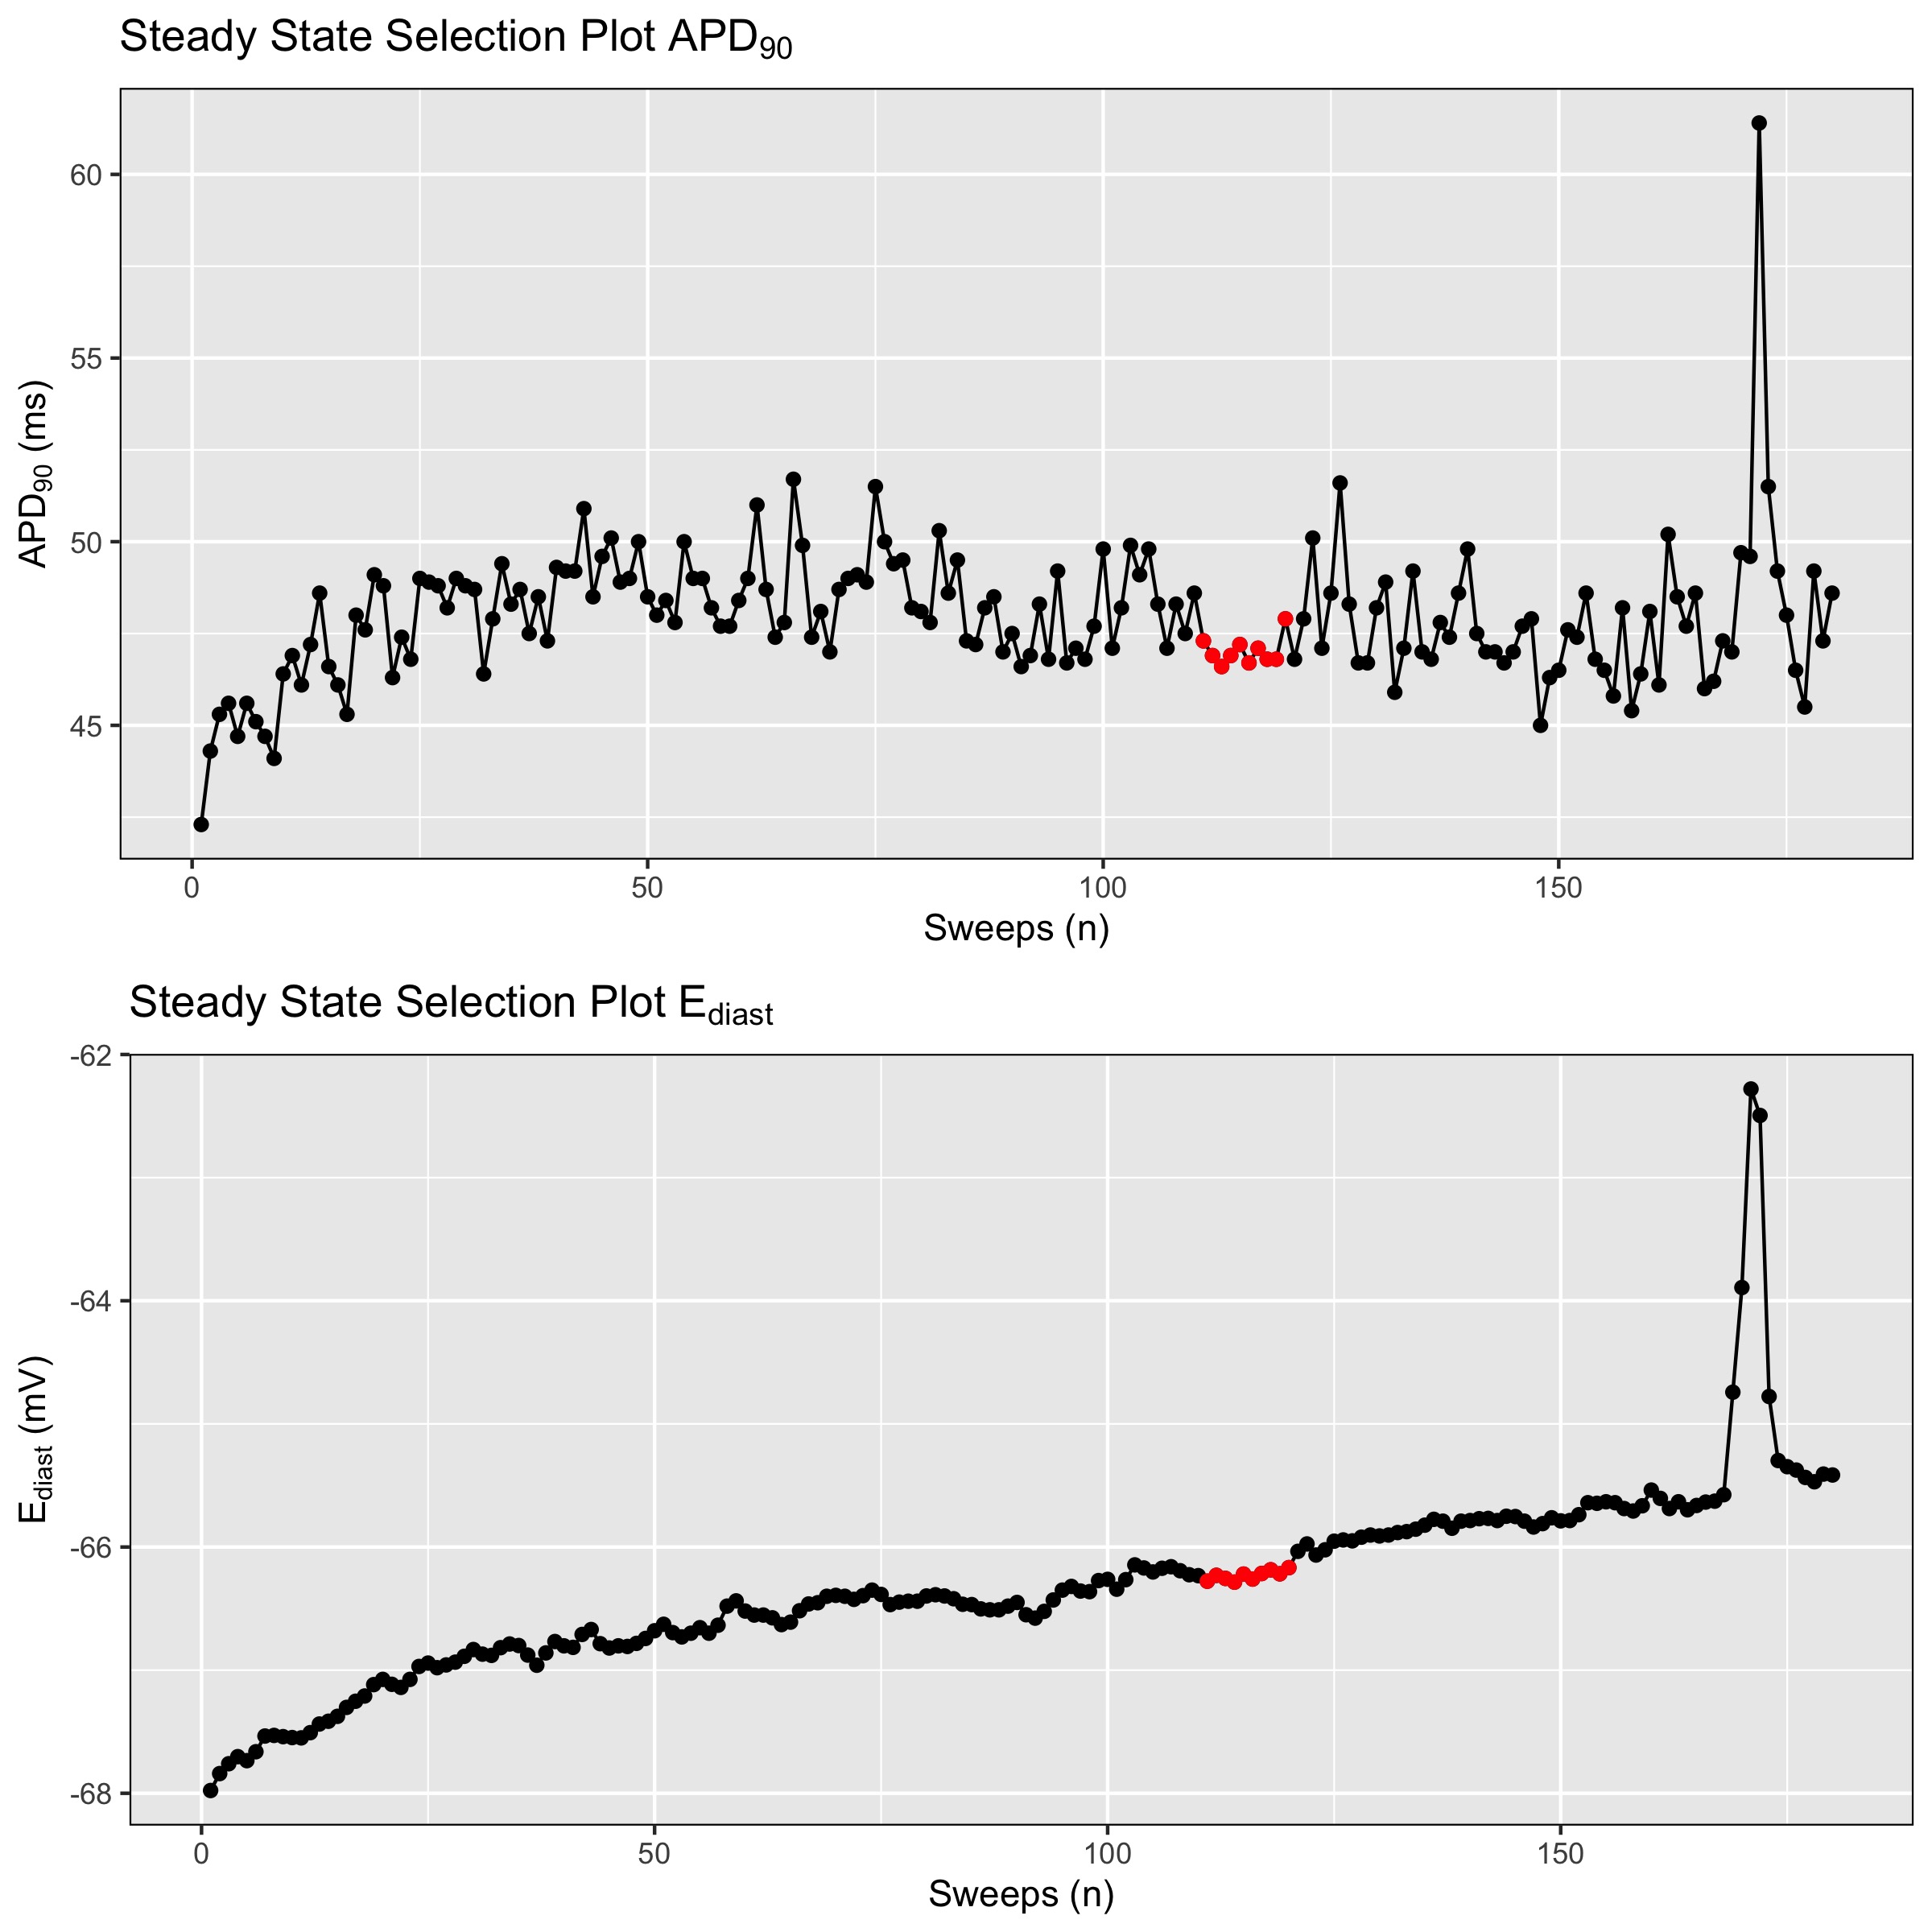 Steady State Selection Plot APD90
60
55
50
45
APD90 (ms)
0 50 100 150
Sweeps (n)
Steady State Selection Plot Ediast
-62
-64
-66
-68
Ediast (mV)
0 50 100 150
Sweeps (n)